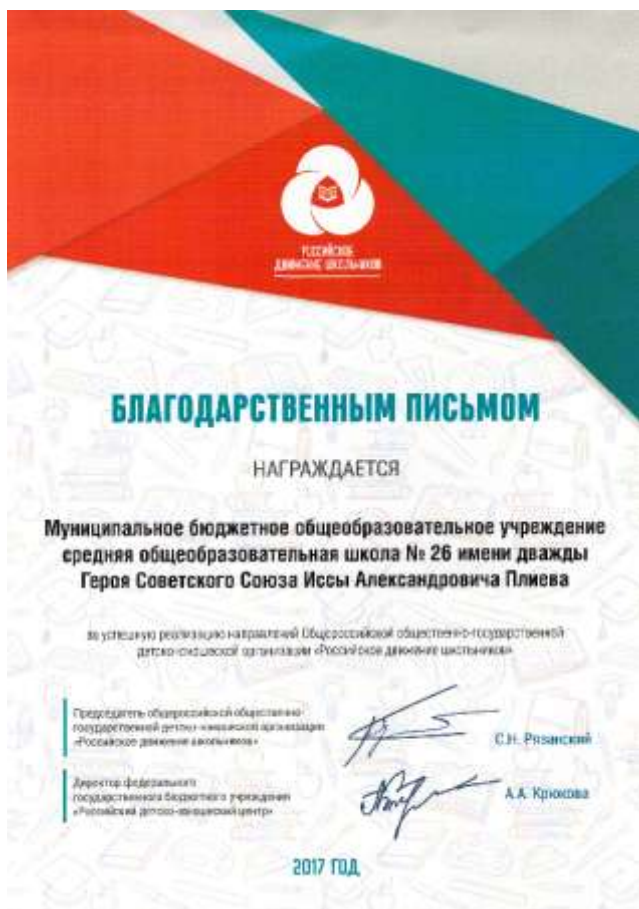 РОССИЙСКОЕ
ДВИЖЕНИЕ ШКОЛЬНИКОВ
БЛАГОДАРСТВЕННЫМ ПИСЬМОМ
НАГРАЖДАЕТСЯ
Муниципальное бюджетное общеобразовательное учреждение
средняя общеобразовательная школа № 26 имени дважды
Героя Советского Союза Иссы Александровича Плиева
за успешную реализацию направлений Общероссийской общественно-государственной
детско-юношеской организации «Российское движение школьников»
Председатель общероссийской общественно-
государственной детско-юношеской организации
«Российское движение школьников»
С.Н. Рязанский
Директор федерального
государственного бюджетного учреждения
«Российский детско-юношеский центр»
А.А. Крюкова
2017 ГОД